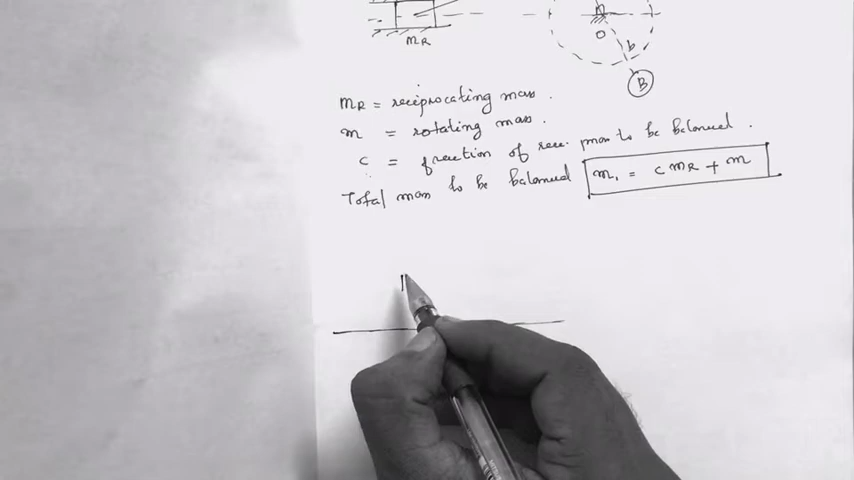 mR
O
b
B
mR = reciprocating mass.
m = rotating mass.
c = fraction of rec. mass to be balanced.
Total mass to be balanced m₁ = c mR + m